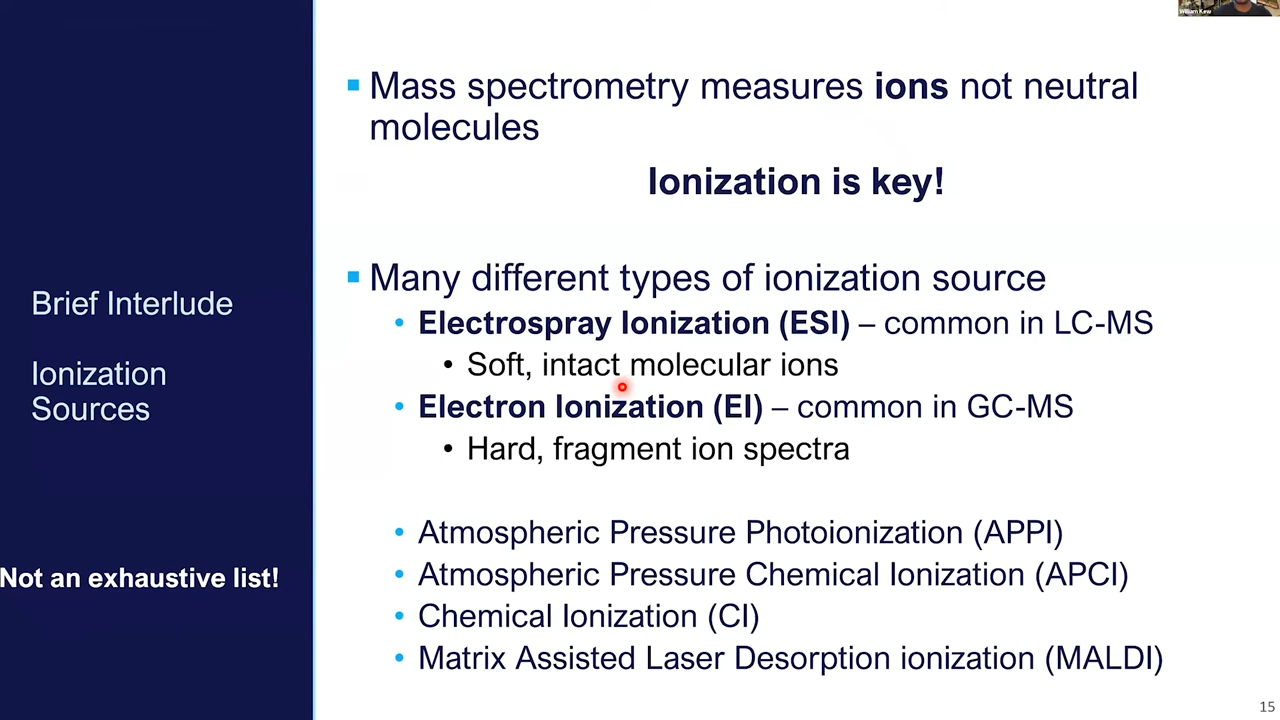 William Kew
Mass spectrometry measures ions not neutral
molecules
Ionization is key!
Many different types of ionization source
Electrospray Ionization (ESI) – common in LC-MS
Soft, intact molecular ions
Electron Ionization (EI) – common in GC-MS
Hard, fragment ion spectra
Atmospheric Pressure Photoionization (APPI)
Atmospheric Pressure Chemical Ionization (APCI)
Chemical Ionization (CI)
Matrix Assisted Laser Desorption ionization (MALDI)
Brief Interlude
Ionization
Sources
Not an exhaustive list!
15